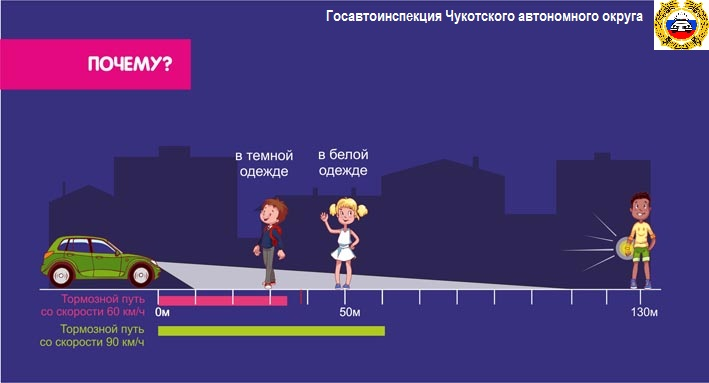 Госавтоинспекция Чукотского автономного округа
ПОЧЕМУ?
в темной
одежде
в белой
одежде
Тормозной путь
со скорости 60 км/ч
0м
50м
130м
Тормозной путь
со скорости 90 км/ч